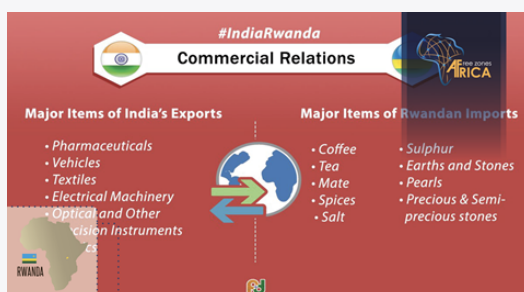 #IndiaRwanda
Commercial Relations
Free zones
AFRICA
Major Items of India's Exports
• Pharmaceuticals
• Vehicles
• Textiles
• Electrical Machinery
• Optical and Other
Instruments
Major Items of Rwandan Imports
• Coffee
• Tea
• Mate
• Spices
• Salt
• Sulphur
• Earths and Stones
• Pearls
• Precious & Semi-
precious stones
RWANDA